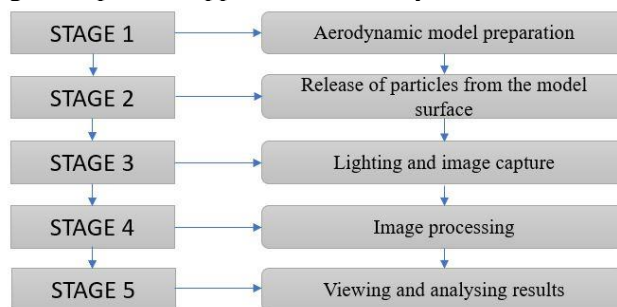 STAGE 1
Aerodynamic model preparation
STAGE 2
Release of particles from the model
surface
STAGE 3
Lighting and image capture
STAGE 4
Image processing
STAGE 5
Viewing and analysing results